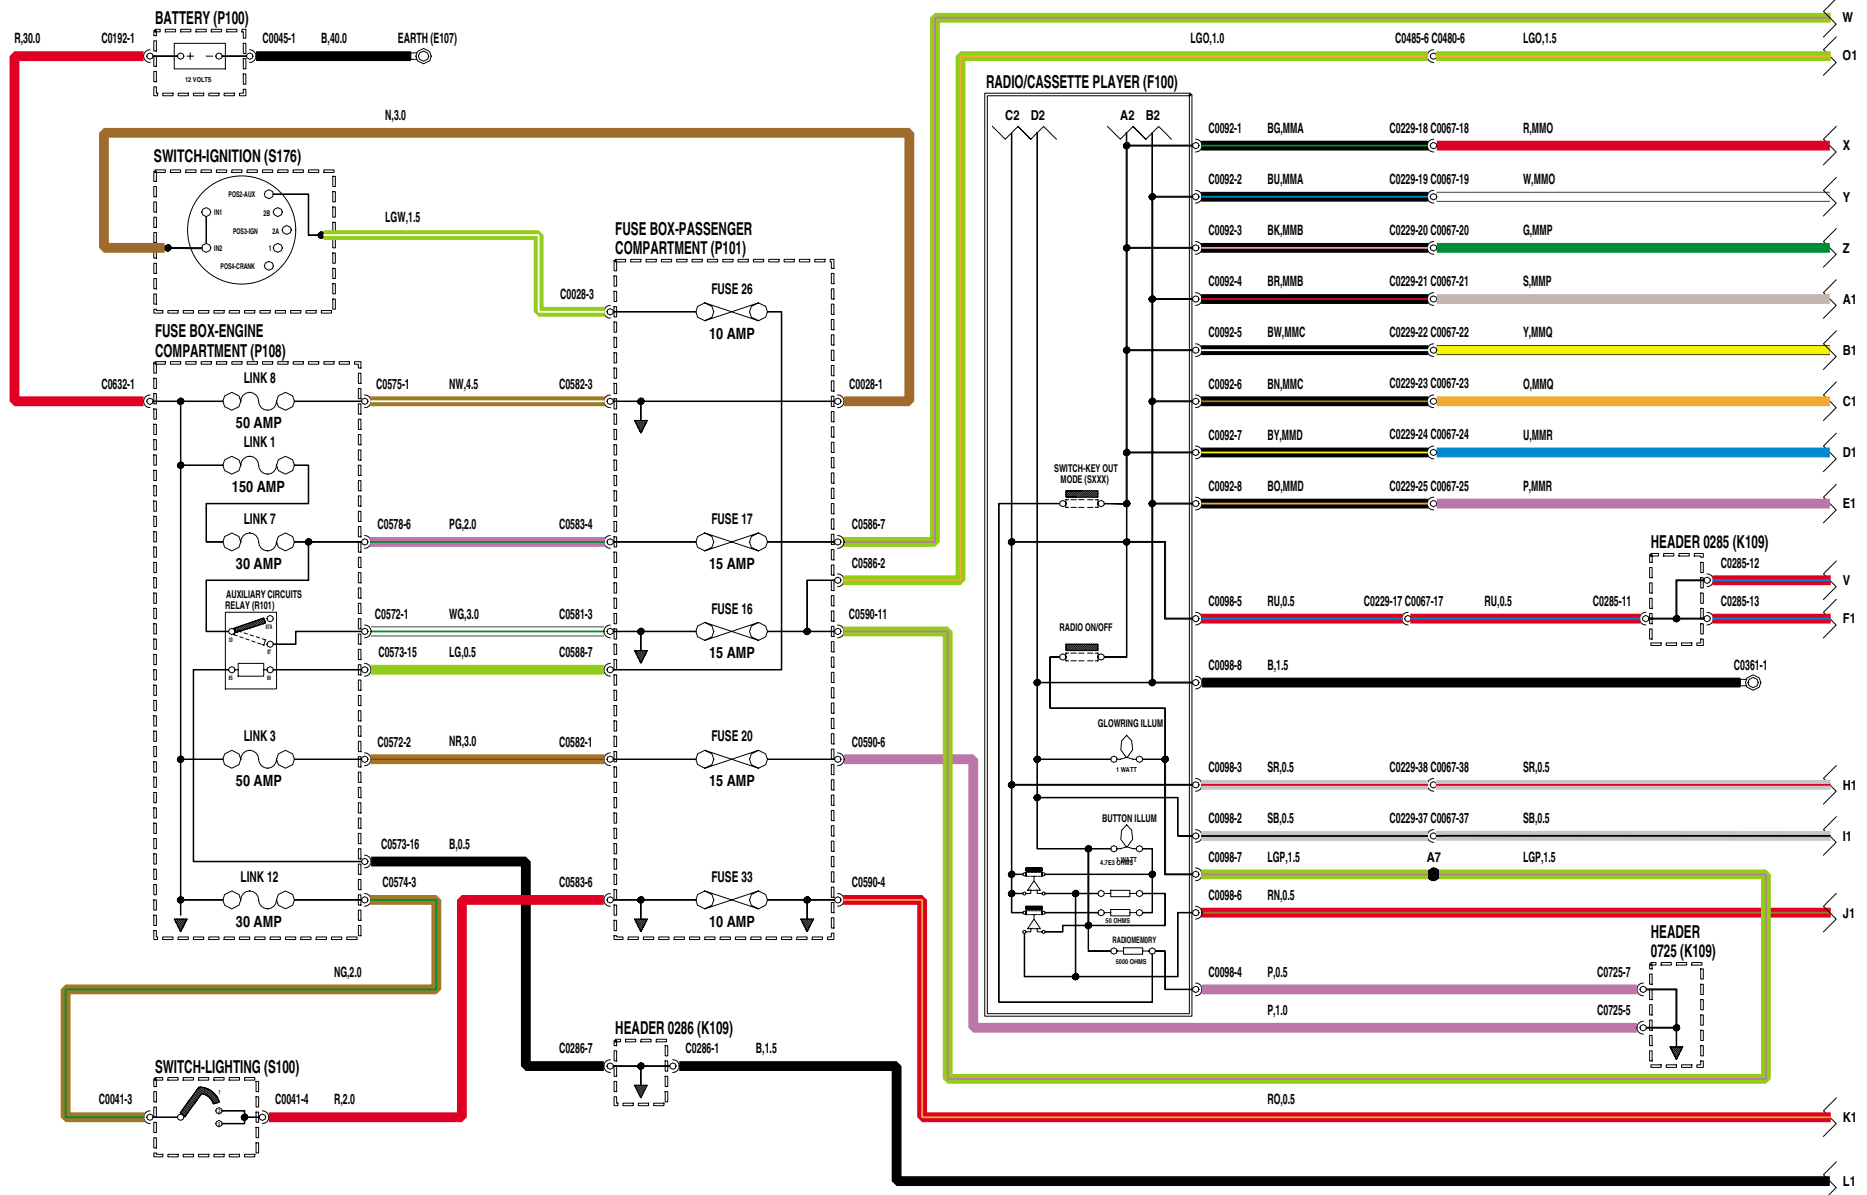 BATTERY (P100)
R,30.0
C0192-1
C0045-1
B,40.0
EARTH (E107)
+ -
12 VOLTS
N,3.0
SWITCH-IGNITION (S176)
POS2-AUX
IN1
2B
POS3-IGN
2A
IN2
1
POS4-CRANK
LGW,1.5
FUSE BOX-PASSENGER
COMPARTMENT (P101)
C0028-3
FUSE 26
10 AMP
FUSE BOX-ENGINE
COMPARTMENT (P108)
C0632-1
LINK 8
50 AMP
C0575-1
NW,4.5
C0582-3
C0028-1
LINK 1
150 AMP
LINK 7
30 AMP
C0578-6
PG,2.0
C0583-4
FUSE 17
15 AMP
C0586-7
C0586-2
AUXILIARY CIRCUITS
RELAY (R101)
87A
30
87
85
86
C0572-1
WG,3.0
C0581-3
FUSE 16
15 AMP
C0590-11
C0573-15
LG,0.5
C0588-7
LINK 3
50 AMP
C0572-2
NR,3.0
C0582-1
FUSE 20
15 AMP
C0590-6
C0573-16
B,0.5
LINK 12
30 AMP
C0574-3
C0583-6
FUSE 33
10 AMP
C0590-4
NG,2.0
SWITCH-LIGHTING (S100)
C0041-3
1
C0041-4
R,2.0
HEADER 0286 (K109)
C0286-7
C0286-1
B,1.5
W
LGO,1.0
C0485-6 C0480-6
LGO,1.5
O1
RADIO/CASSETTE PLAYER (F100)
C2
D2
A2
B2
C0092-1
BG,MMA
C0229-18 C0067-18
R,MMO
X
C0092-2
BU,MMA
C0229-19 C0067-19
W,MMO
Y
C0092-3
BK,MMB
C0229-20 C0067-20
G,MMP
Z
C0092-4
BR,MMB
C0229-21 C0067-21
S,MMP
A1
C0092-5
BW,MMC
C0229-22 C0067-22
Y,MMQ
B1
C0092-6
BN,MMC
C0229-23 C0067-23
O,MMQ
C1
C0092-7
BY,MMD
C0229-24 C0067-24
U,MMR
D1
SWITCH-KEY OUT
MODE (SXXX)
C0092-8
BO,MMD
C0229-25 C0067-25
P,MMR
E1
HEADER 0285 (K109)
C0285-12
V
C0098-5
RU,0.5
C0229-17 C0067-17
RU,0.5
C0285-11
C0285-13
F1
RADIO ON/OFF
C0098-8
B,1.5
C0361-1
GLOWRING ILLUM
1 WATT
C0098-3
SR,0.5
C0229-38 C0067-38
SR,0.5
H1
C0098-2
SB,0.5
C0229-37 C0067-37
SB,0.5
I1
BUTTON ILLUM
1 WATT
4.7E3 OHMS
C0098-7
LGP,1.5
A7
LGP,1.5
C0098-6
RN,0.5
J1
50 OHMS
RADIOMEMORY
5000 OHMS
HEADER
0725 (K109)
C0098-4
P,0.5
C0725-7
P,1.0
C0725-5
RO,0.5
K1
L1